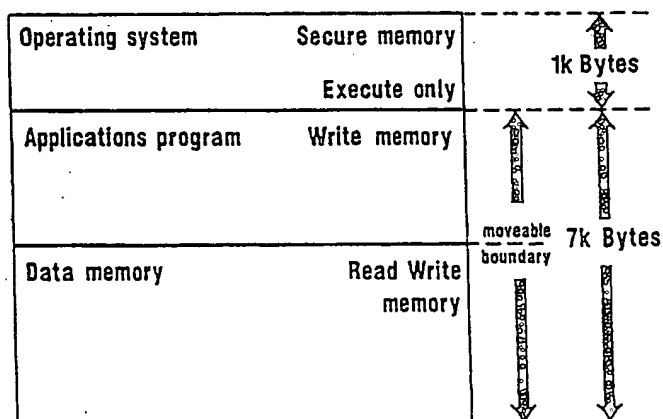 Operating system Secure memory
1k Bytes
Execute only
Applications program Write memory
moveable
boundary
7k Bytes
Data memory Read Write
memory